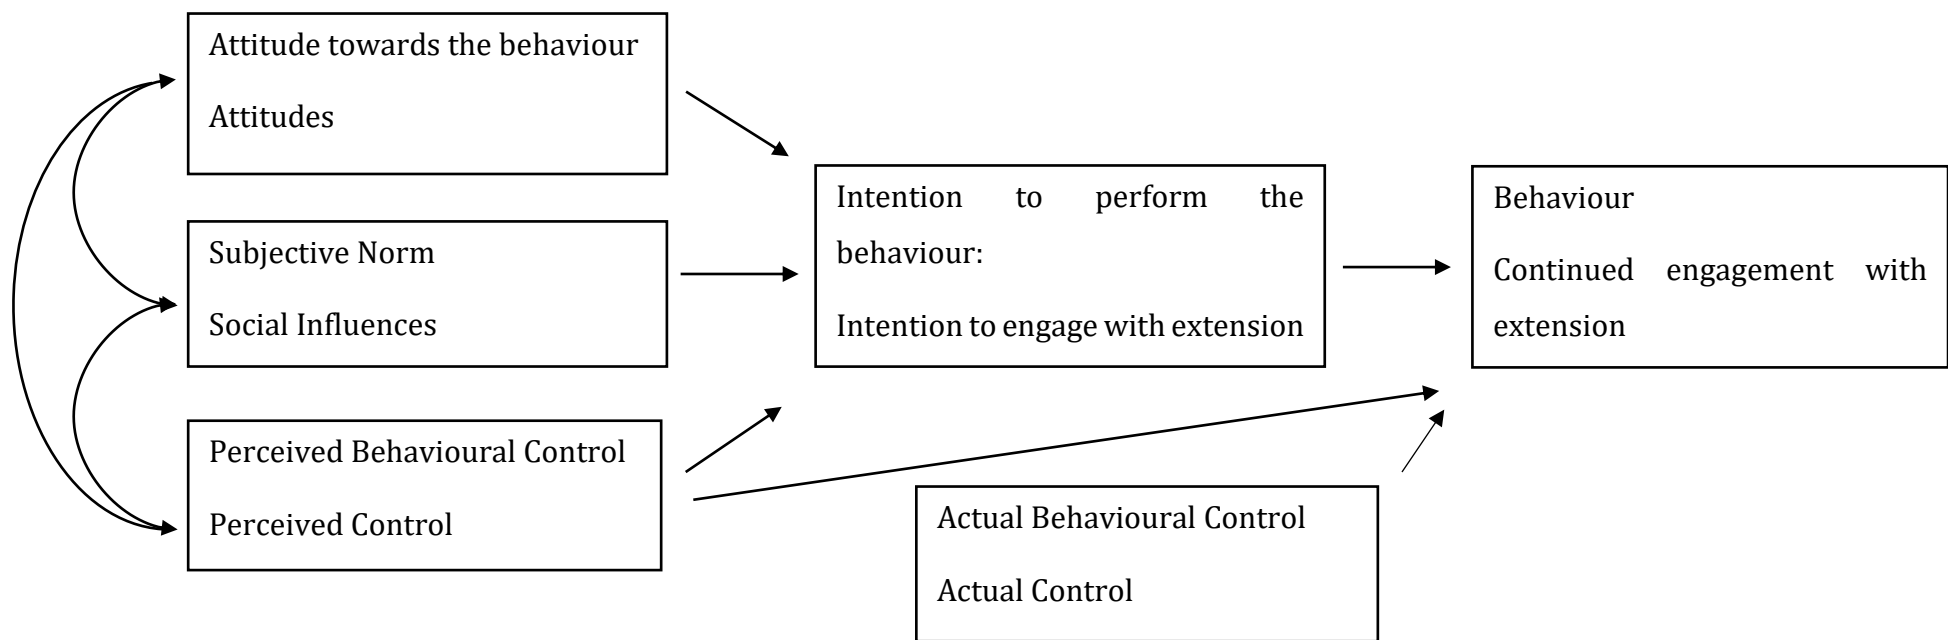 Attitude towards the behaviour
Attitudes
Subjective Norm
Social Influences
Perceived Behavioural Control
Perceived Control
Intention to perform the
behaviour:
Intention to engage with extension
Actual Behavioural Control
Actual Control
Behaviour
Continued engagement with
extension